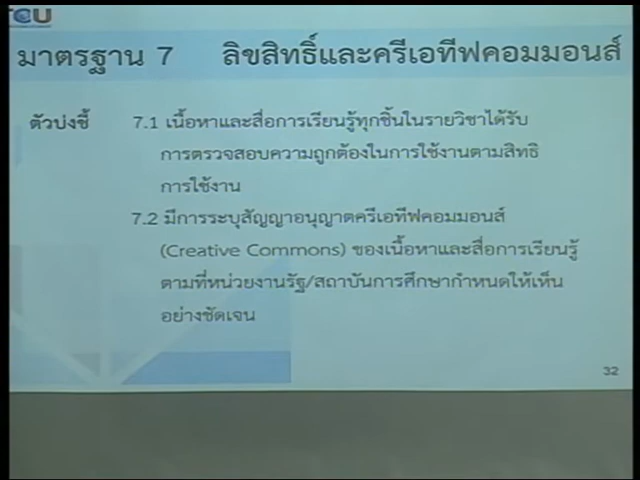 TCU
มาตรฐาน 7 ลิขสิทธิ์และครีเอทีฟคอมมอนส์
ตัวบ่งชี้ 7.1 เนื้อหาและสื่อการเรียนรู้ทุกชิ้นในรายวิชาได้รับ
การตรวจสอบความถูกต้องในการใช้งานตามสิทธิ
การใช้งาน
7.2 มีการระบุสัญญาอนุญาตครีเอทีฟคอมมอนส์
(Creative Commons) ของเนื้อหาและสื่อการเรียนรู้
ตามที่หน่วยงานรัฐ/สถาบันการศึกษากำหนดให้เห็น
อย่างชัดเจน
32